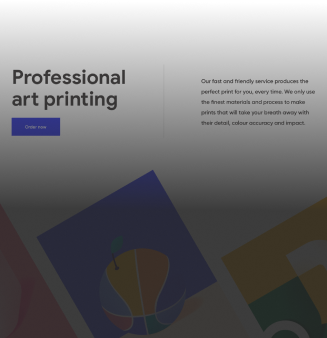 Professional
art printing
Order now
Our fast and friendly service produces the
perfect print for you, every time. We only use
the finest materials and process to make
prints that will take your breath away with
their detail, colour accuracy and impact.